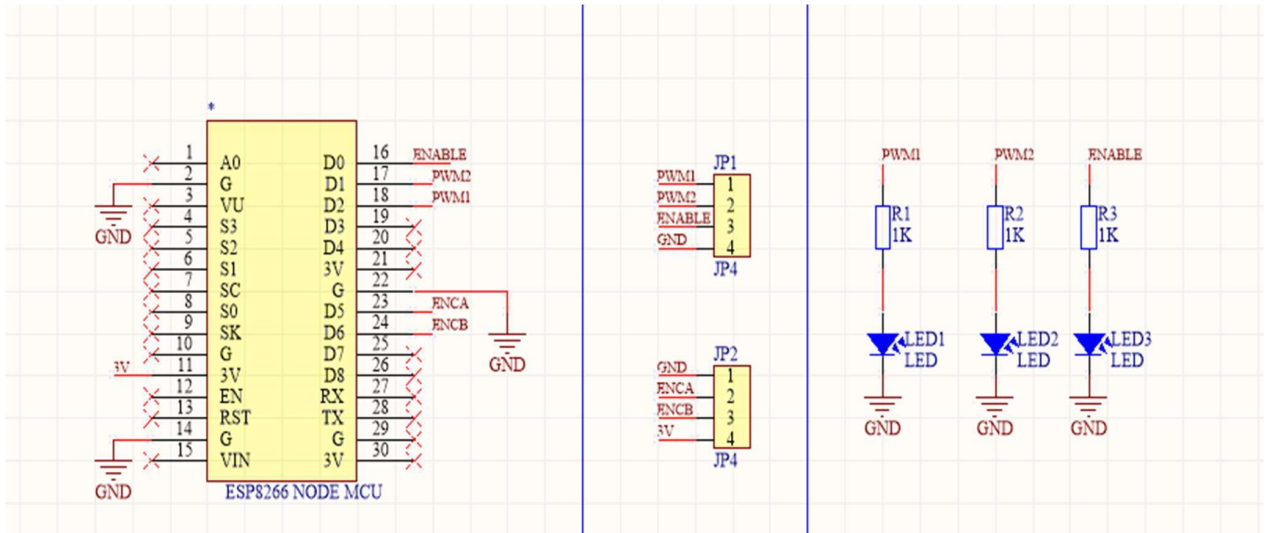 *
1 A0 D0 16 ENABLE
2 G D1 17 PWM2
3 VU D2 18 PWM1
4 S3 D3 19
5 S2 D4 20
6 S1 3V 21
7 SC G 22
8 S0 D5 23 ENCA
9 SK D6 24 ENCB
10 G D7 25
3V 11 3V D8 26
12 EN RX 27
13 RST TX 28
14 G G 29
15 VIN 3V 30
GND
GND
GND
ESP8266 NODE MCU
JP1
PWM1 1
PWM2 2
ENABLE 3
GND 4
JP4
JP2
GND 1
ENCA 2
ENCB 3
3V 4
JP4
PWM1 PWM2 ENABLE
R1 R2 R3
1K 1K 1K
LED1 LED2 LED3
LED LED LED
GND GND GND